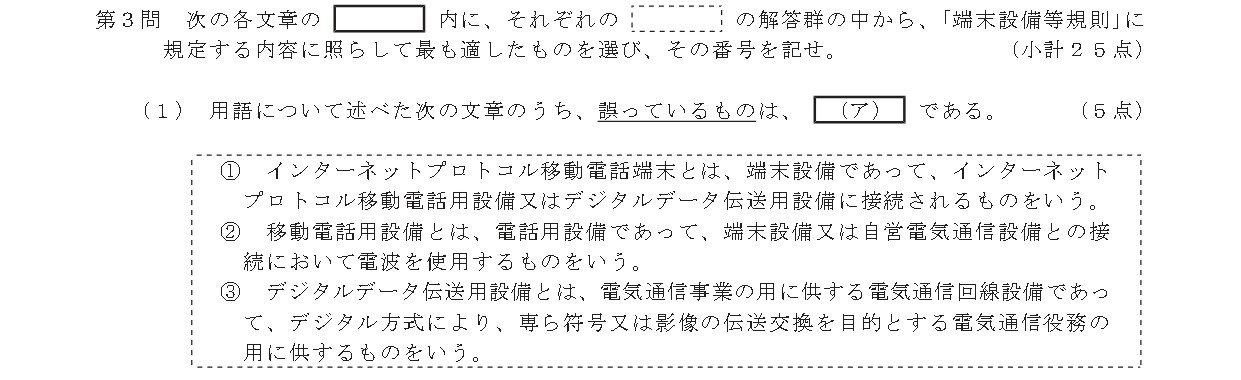 第3問　次の各文章の　　　　内に、それぞれの　　　　の解答群の中から、「端末設備等規則」に
規定する内容に照らして最も適したものを選び、その番号を記せ。　(小計25点)
(1)　用語について述べた次の文章のうち、誤っているものは、(ア)である。　(5点)
①　インターネットプロトコル移動電話端末とは、端末設備であって、インターネット
プロトコル移動電話用設備又はデジタルデータ伝送用設備に接続されるものをいう。
②　移動電話用設備とは、電話用設備であって、端末設備又は自営電気通信設備との接
続において電波を使用するものをいう。
③　デジタルデータ伝送用設備とは、電気通信事業の用に供する電気通信回線設備であっ
て、デジタル方式により、専ら符号又は影像の伝送交換を目的とする電気通信役務の
用に供するものをいう。